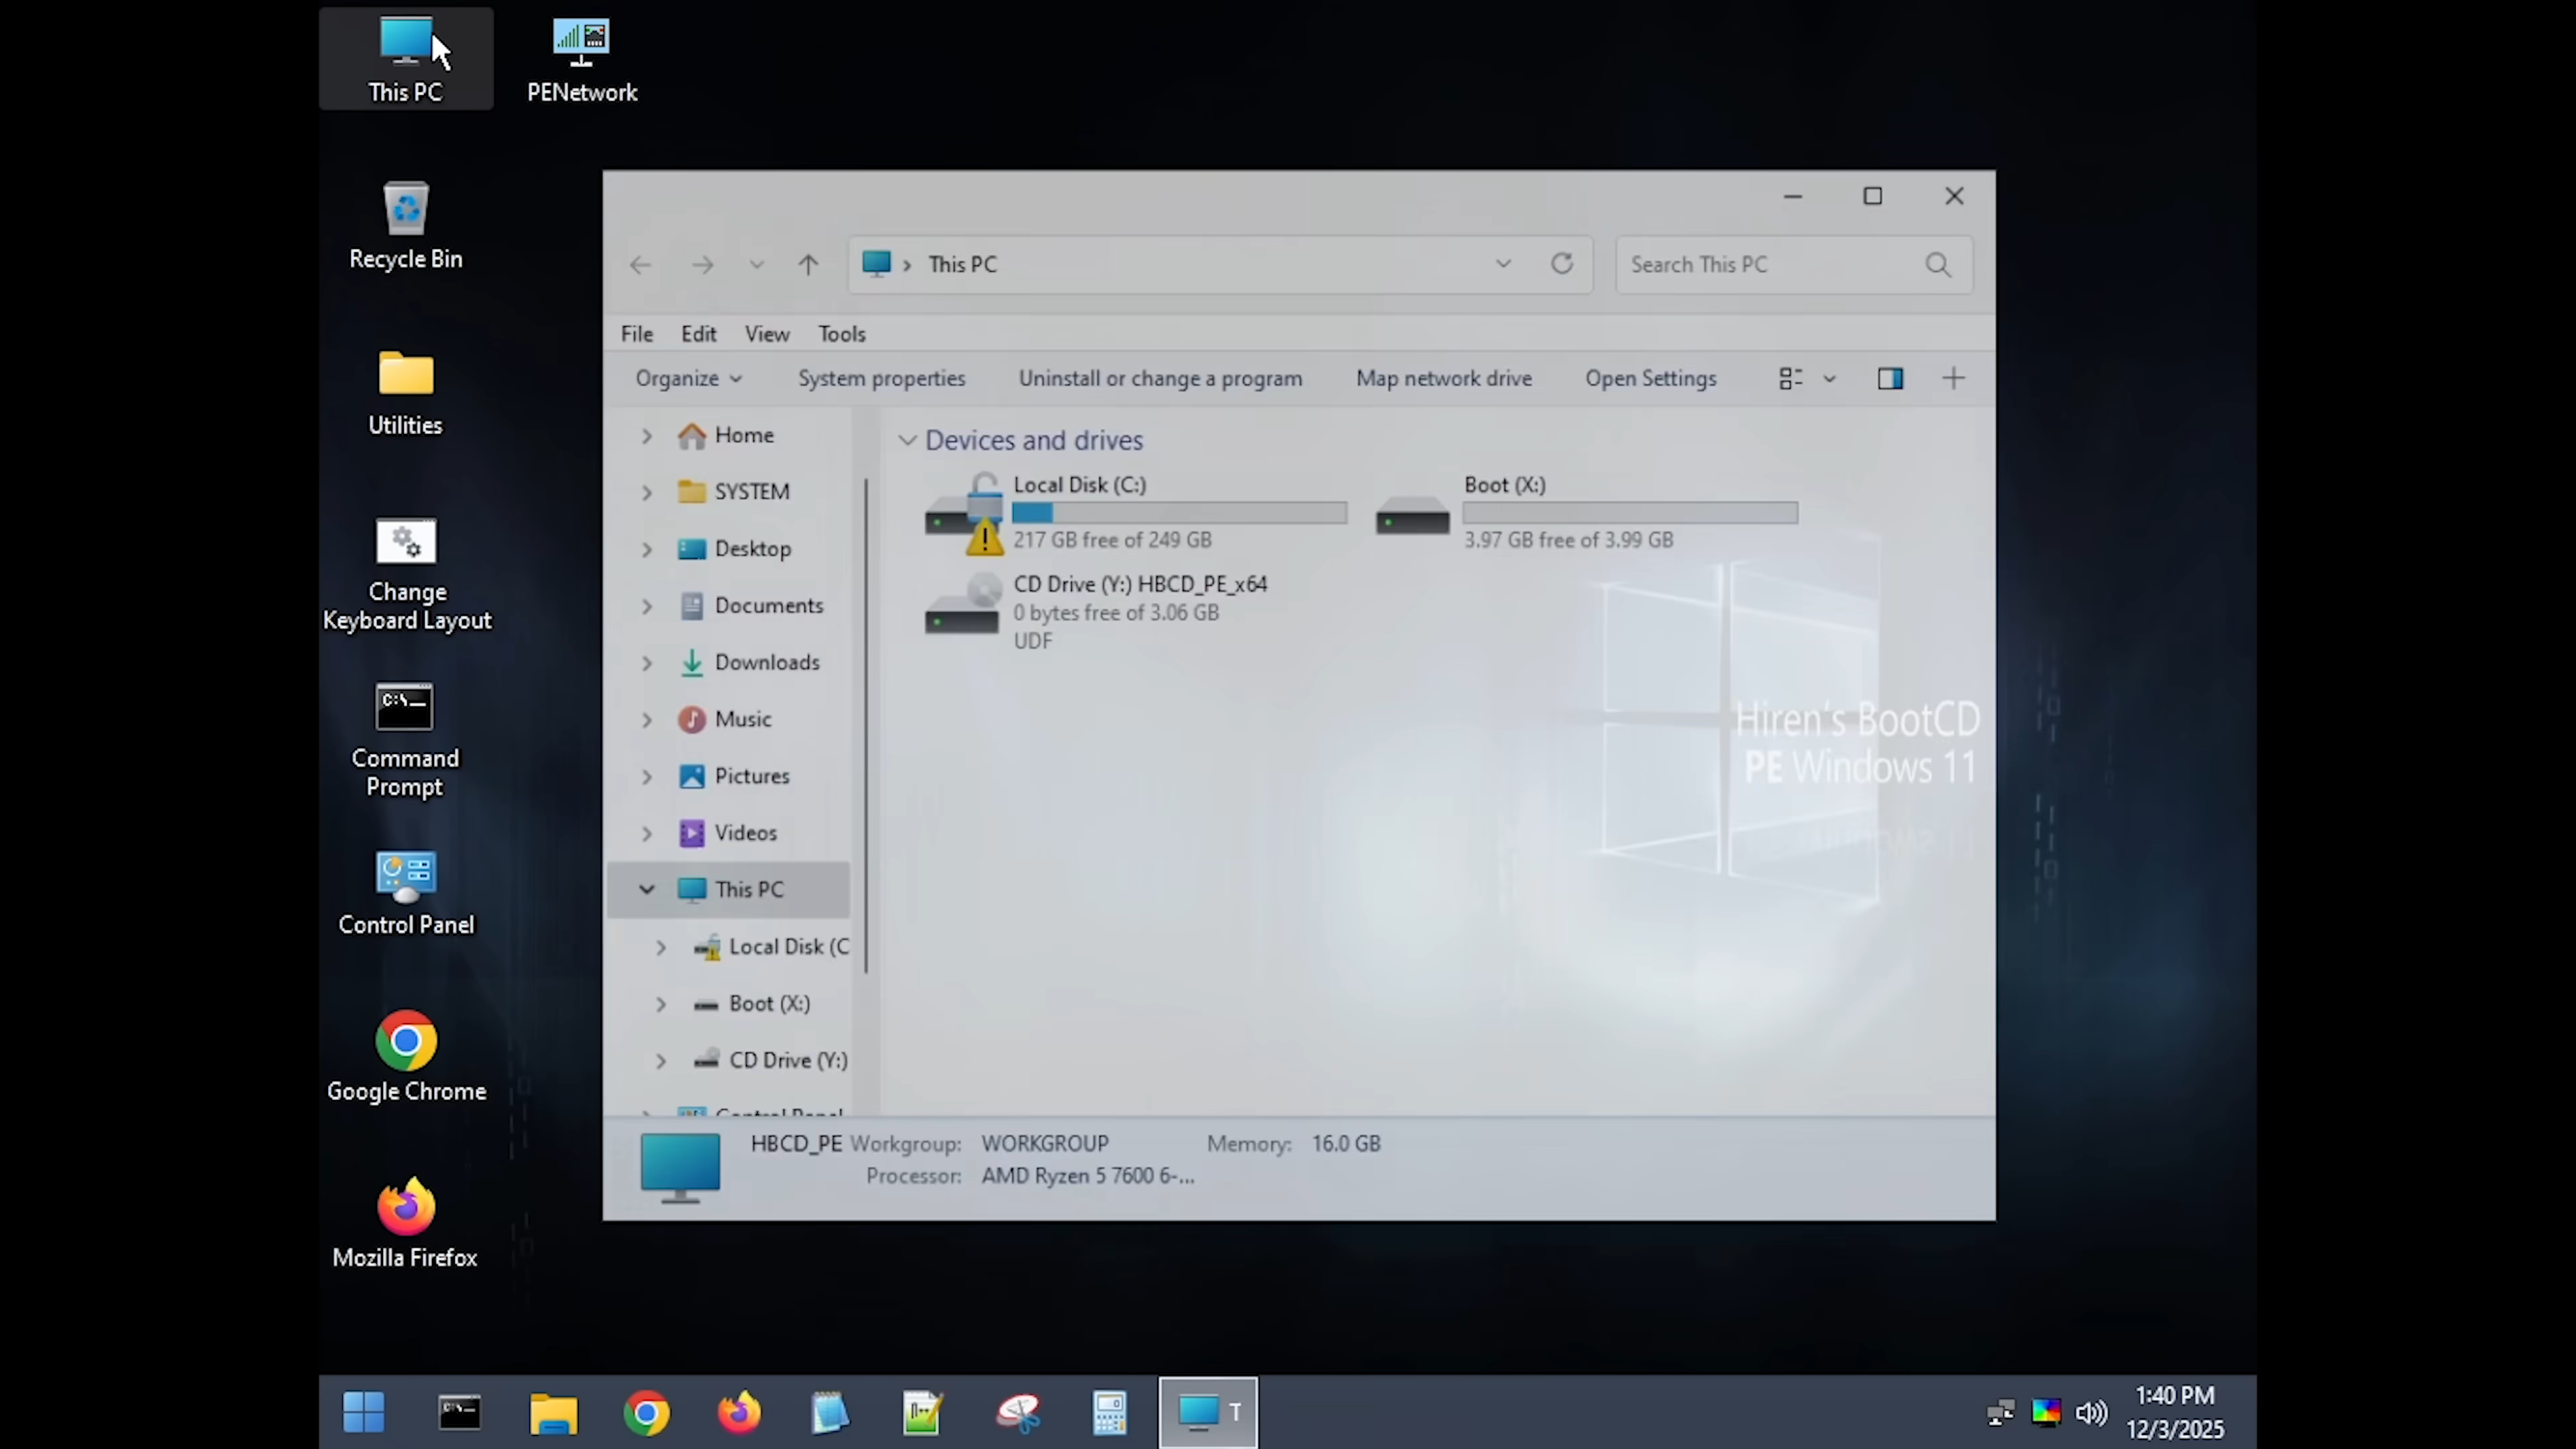 This PC
PENetwork
Recycle Bin
Utilities
Change
Keyboard Layout
C:\_
Command
Prompt
Control Panel
Google Chrome
Mozilla Firefox
This PC
Search This PC
File Edit View Tools
Organize System properties Uninstall or change a program Map network drive Open Settings
Home
SYSTEM
Desktop
Documents
Downloads
Music
Pictures
Videos
This PC
Local Disk (C
Boot (X:)
CD Drive (Y:)
Control Panel
Devices and drives
Local Disk (C:)
217 GB free of 249 GB
Boot (X:)
3.97 GB free of 3.99 GB
CD Drive (Y:) HBCD_PE_x64
0 bytes free of 3.06 GB
UDF
Hiren's BootCD
PE Windows 11
HBCD_PE Workgroup: WORKGROUP Memory: 16.0 GB
Processor: AMD Ryzen 5 7600 6-...
T
1:40 PM
12/3/2025